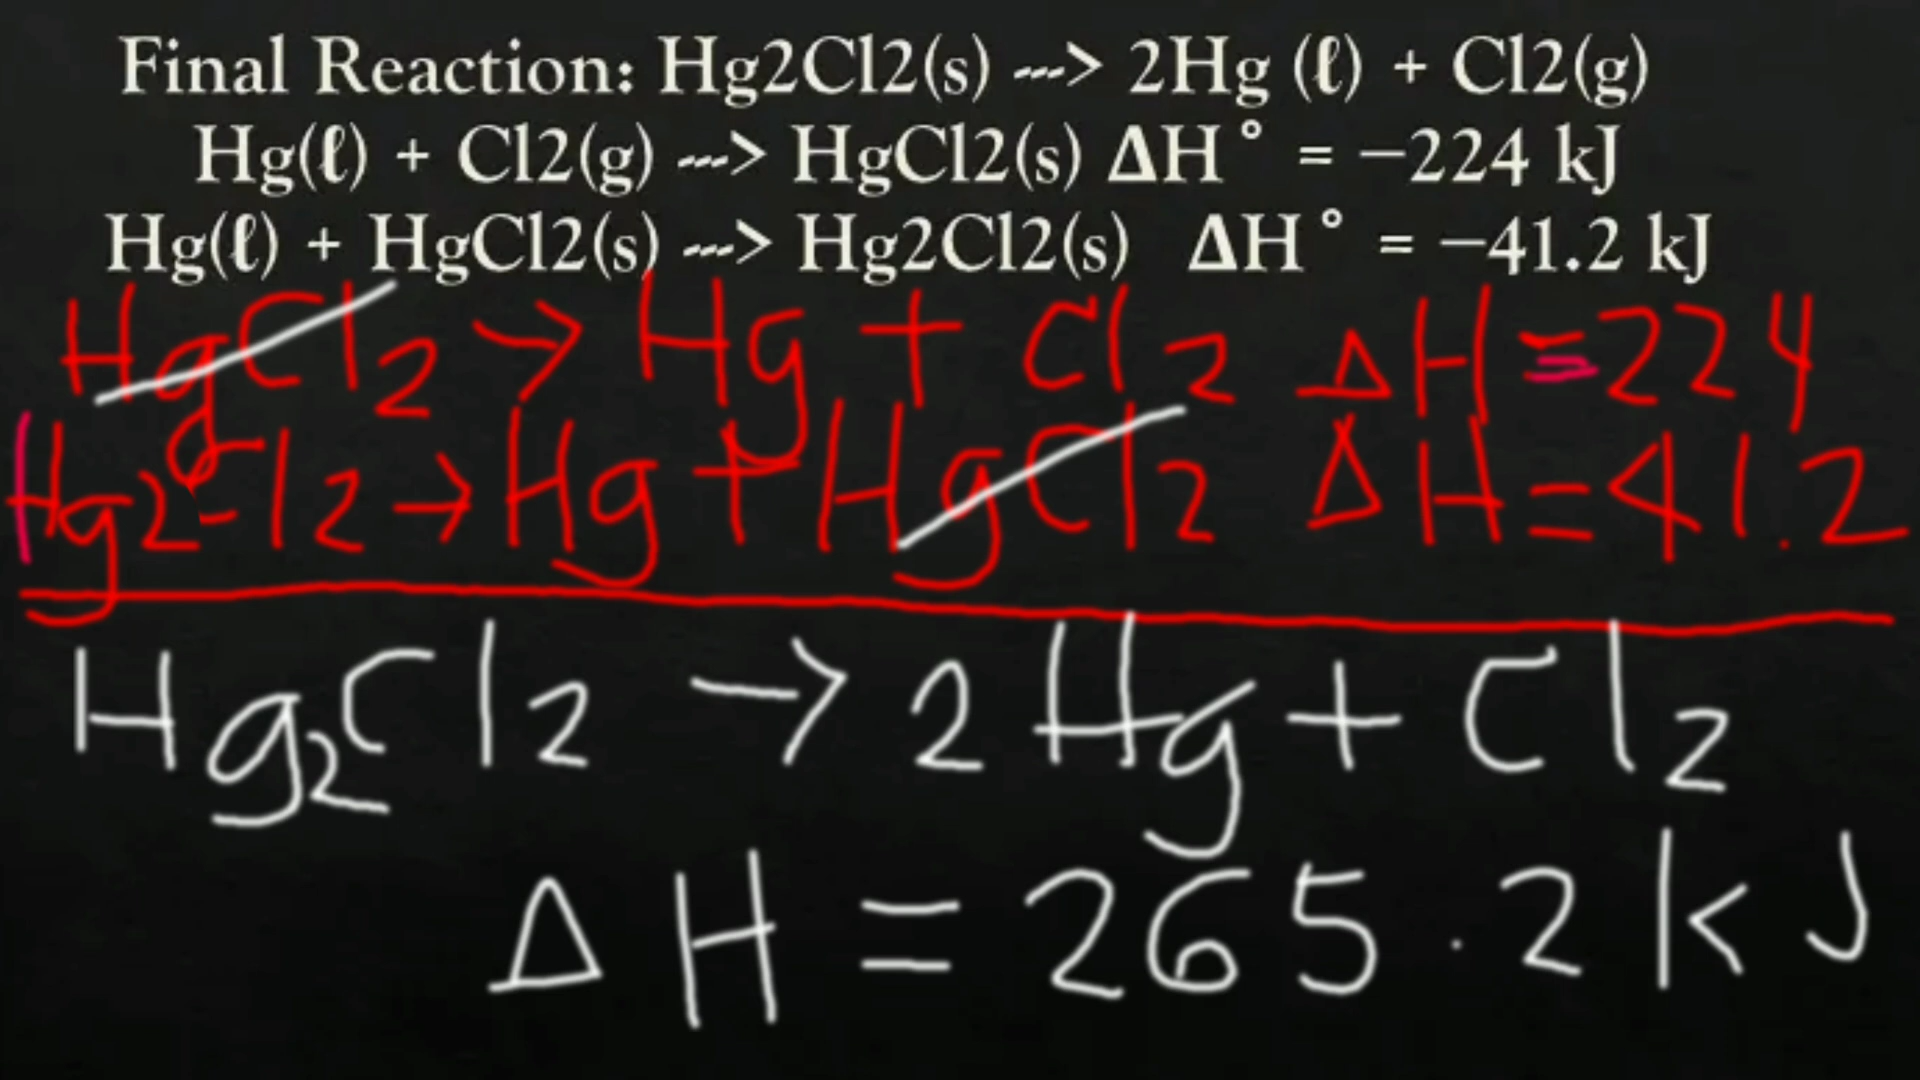 Final Reaction: Hg2Cl2(s) ---> 2Hg (ℓ) + Cl2(g)
Hg(ℓ) + Cl2(g) ---> HgCl2(s) ΔH° = −224 kJ
Hg(ℓ) + HgCl2(s) ---> Hg2Cl2(s) ΔH° = −41.2 kJ
HgCl2 → Hg + Cl2 ΔH = 224
Hg2Cl2 → Hg + HgCl2 ΔH = 41.2
Hg2Cl2 → 2Hg + Cl2
ΔH = 265.2 kJ